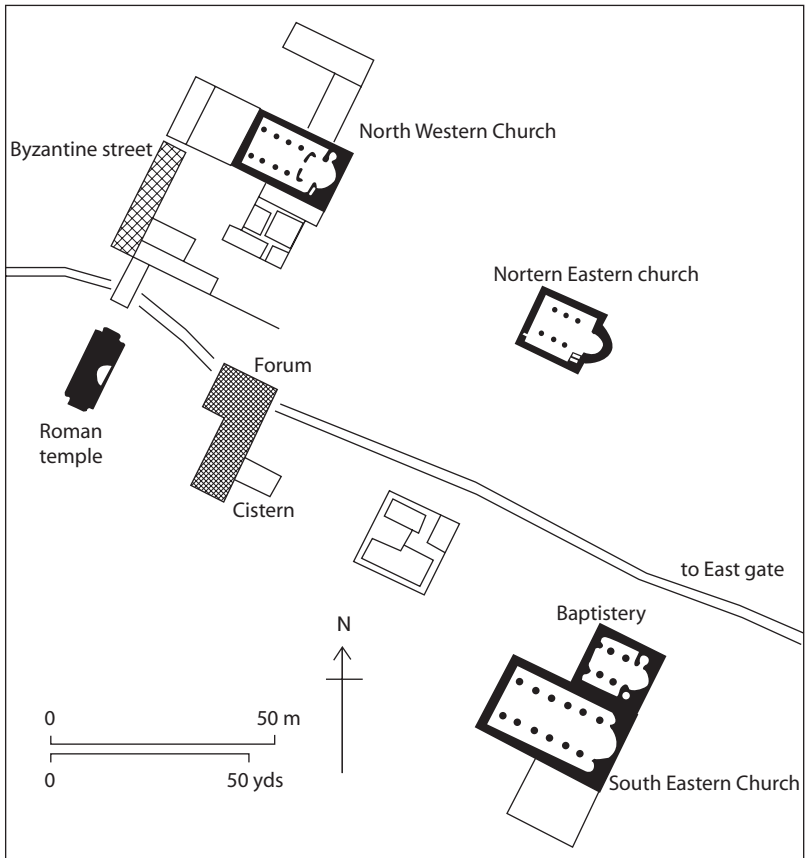 North Western Church
Byzantine street
Nortern Eastern church
Forum
Roman
temple
Cistern
to East gate
Baptistery
N
0 50 m
0 50 yds
South Eastern Church